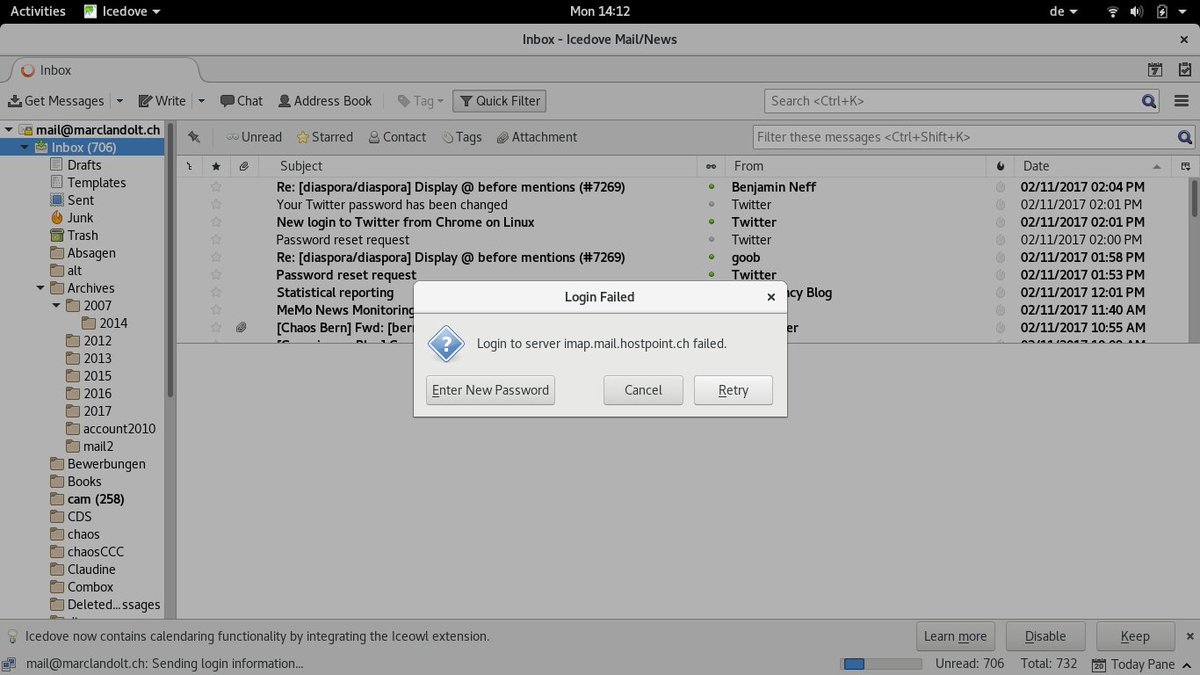 Activities Icedove Mon 14:12 de
Inbox - Icedove Mail/News
Inbox
Get Messages Write Chat Address Book Tag Quick Filter Search <Ctrl+K>
mail@marclandolt.ch Unread Starred Contact Tags Attachment Filter these messages <Ctrl+Shift+K>
Inbox (706)
Drafts
Templates
Sent
Junk
Trash
Absagen
alt
Archives
2007
2014
2012
2013
2015
2016
2017
account2010
mail2
Bewerbungen
Books
cam (258)
CDS
chaos
chaosCCC
Claudine
Combox
Deleted...ssages
Subject From Date
Re: [diaspora/diaspora] Display @ before mentions (#7269) Benjamin Neff 02/11/2017 02:04 PM
Your Twitter password has been changed Twitter 02/11/2017 02:01 PM
New login to Twitter from Chrome on Linux Twitter 02/11/2017 02:01 PM
Password reset request Twitter 02/11/2017 02:00 PM
Re: [diaspora/diaspora] Display @ before mentions (#7269) goob 02/11/2017 01:58 PM
Password reset request Twitter 02/11/2017 01:53 PM
Statistical reporting cy Blog 02/11/2017 12:01 PM
MeMo News Monitoring 02/11/2017 11:40 AM
[Chaos Bern] Fwd: [ber er 02/11/2017 10:55 AM
Login Failed
Login to server imap.mail.hostpoint.ch failed.
Enter New Password Cancel Retry
Icedove now contains calendaring functionality by integrating the Iceowl extension. Learn more Disable Keep
mail@marclandolt.ch: Sending login information... Unread: 706 Total: 732 Today Pane